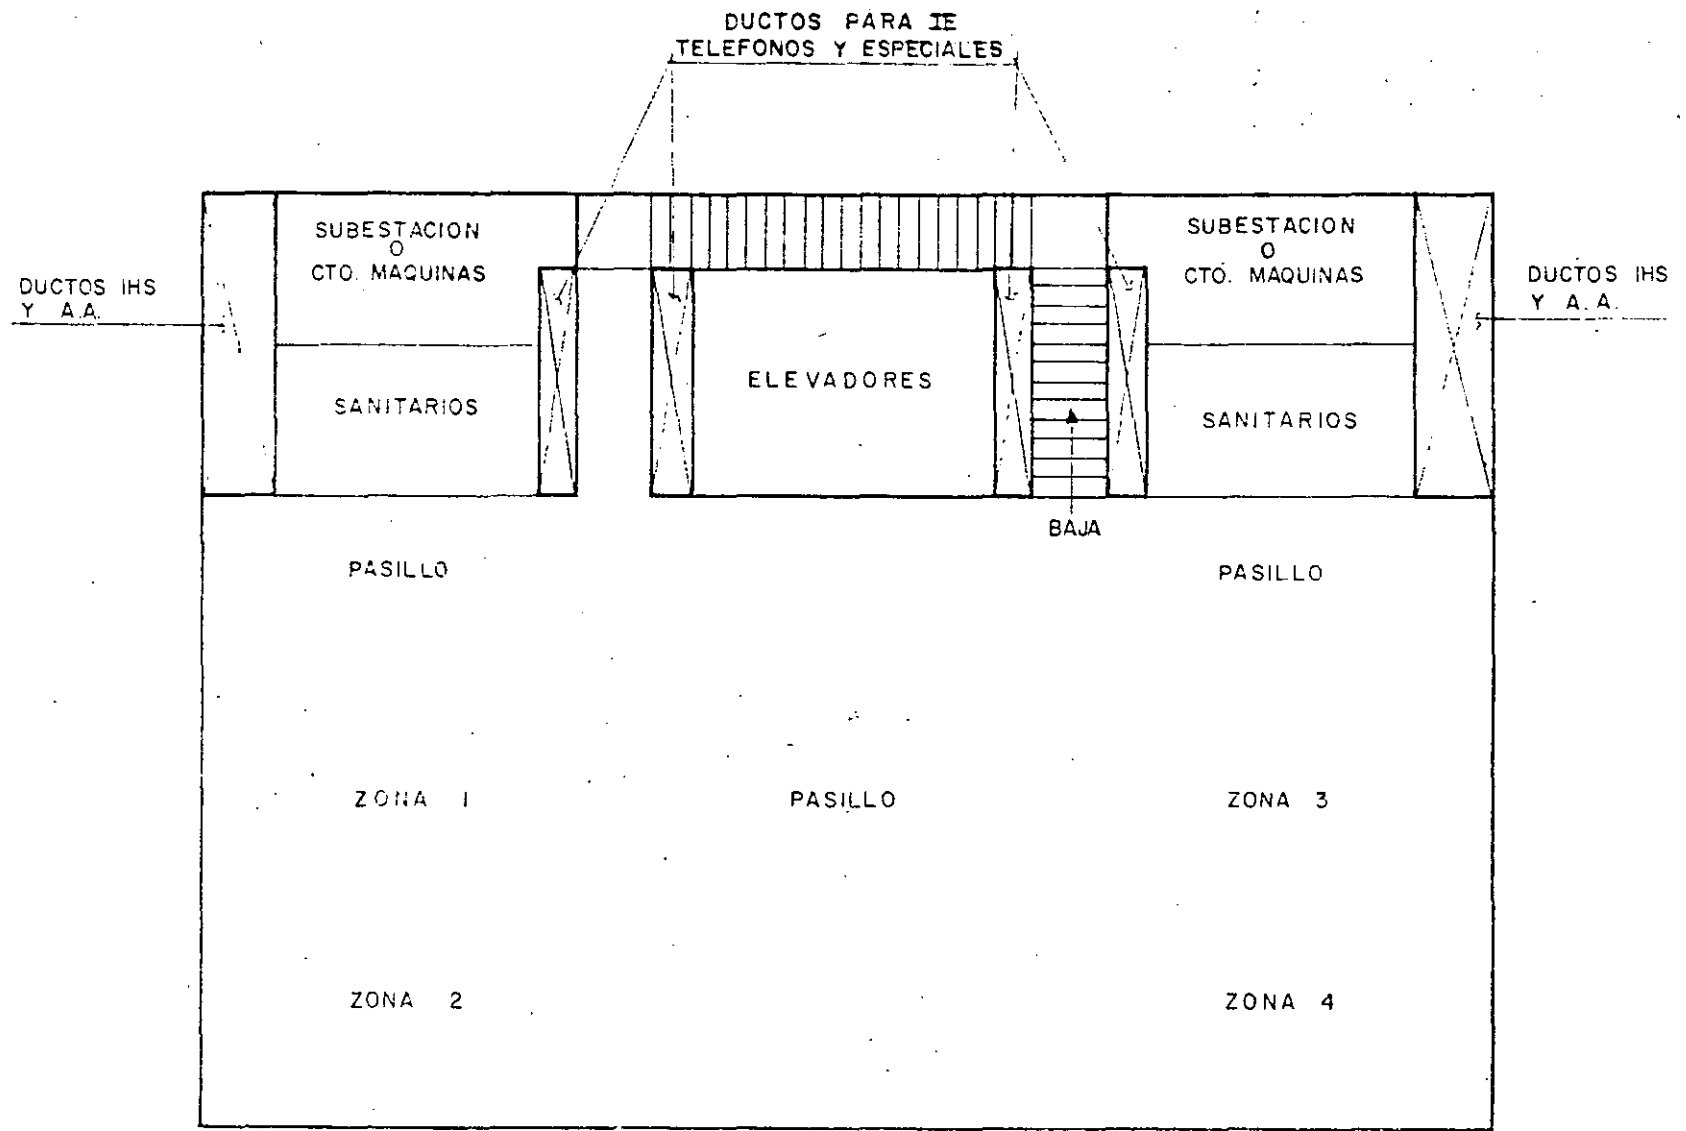 DUCTOS PARA IE
TELEFONOS Y ESPECIALES
SUBESTACION
O
CTO. MAQUINAS
SUBESTACION
O
CTO. MAQUINAS
DUCTOS IHS
Y A.A.
DUCTOS IHS
Y A.A.
ELEVADORES
SANITARIOS
SANITARIOS
BAJA
PASILLO
PASILLO
ZONA 1
PASILLO
ZONA 3
ZONA 2
ZONA 4